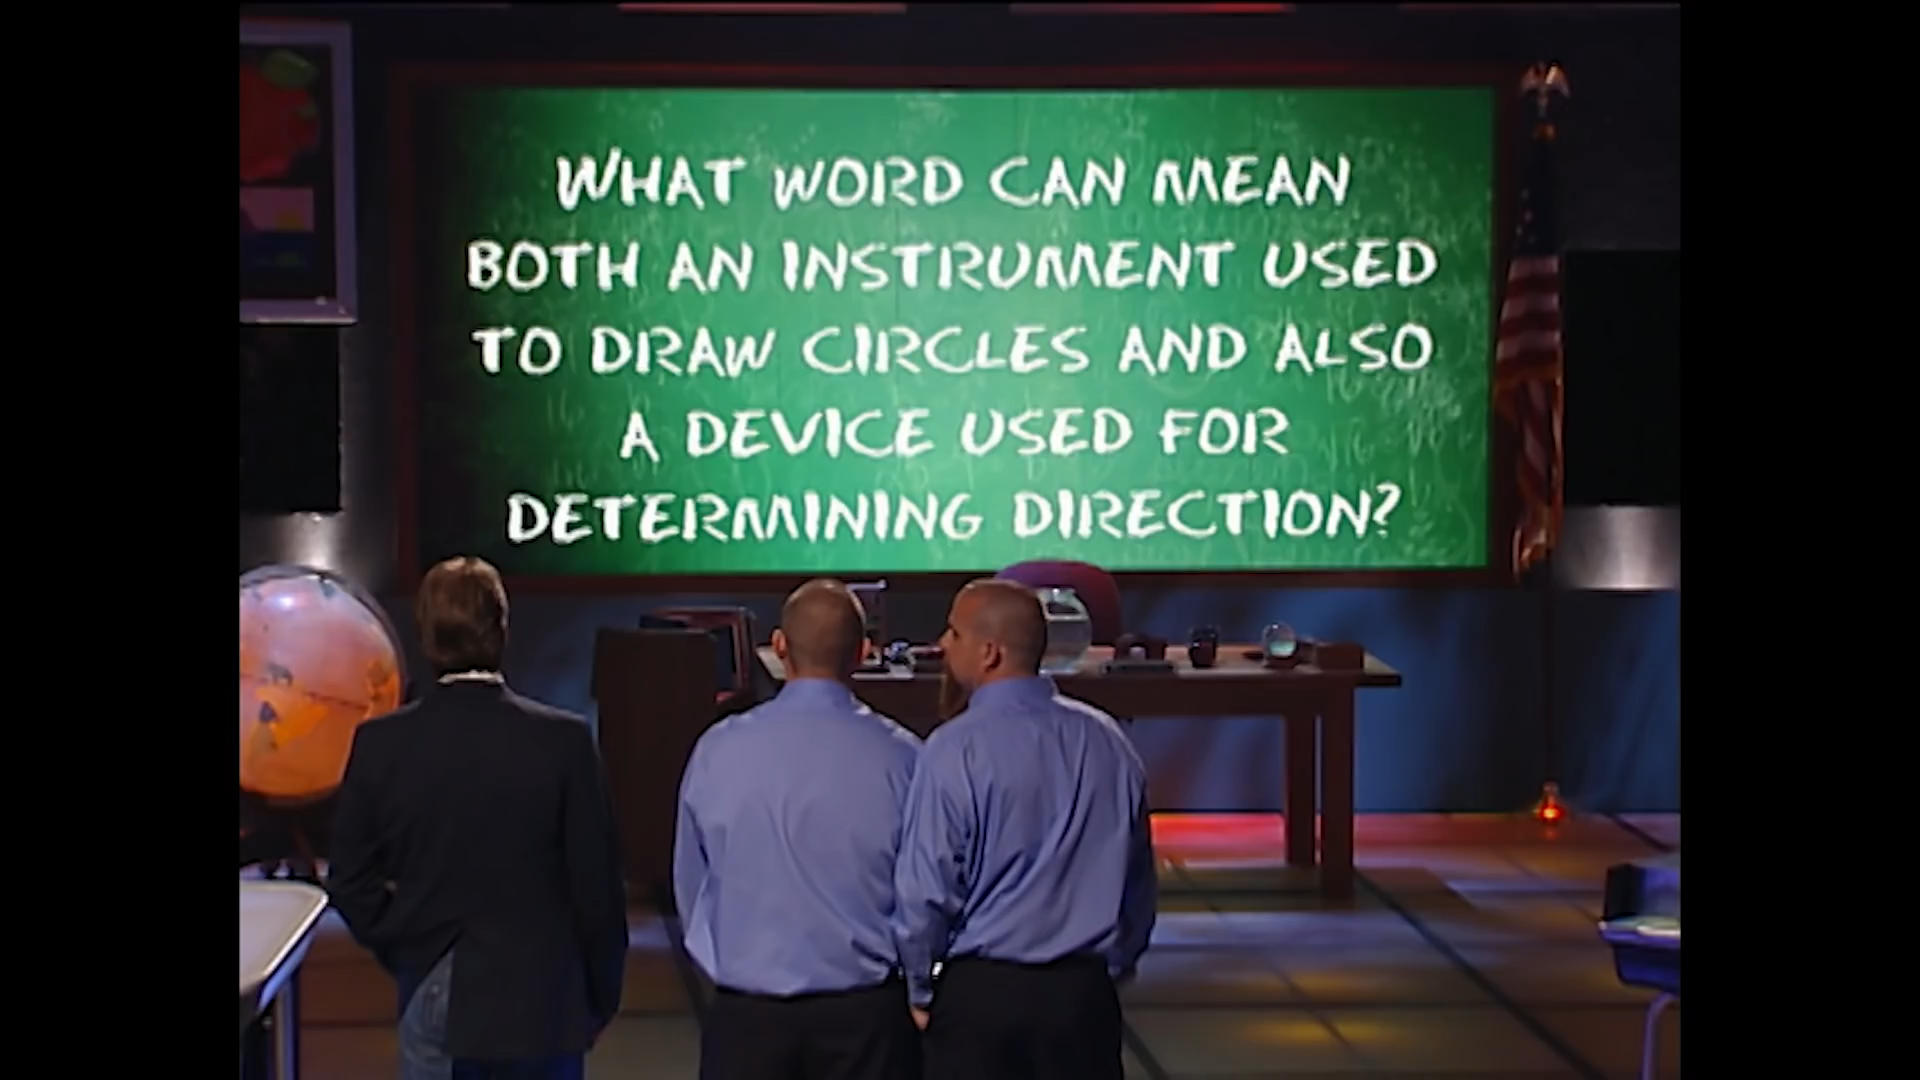 WHAT WORD CAN MEAN
BOTH AN INSTRUMENT USED
TO DRAW CIRCLES AND ALSO
A DEVICE USED FOR
DETERMINING DIRECTION?